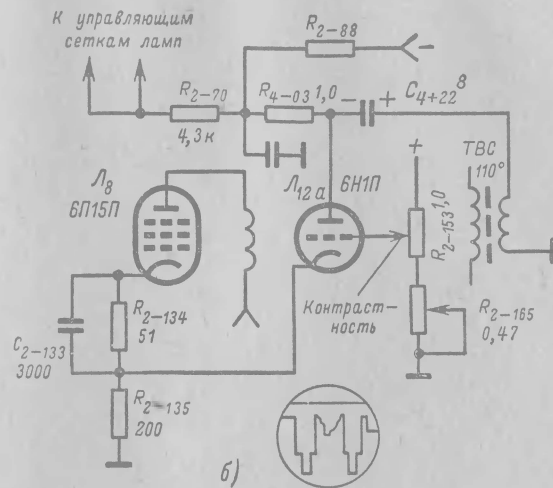 К управляющим
сеткам ламп
R2-88
R2-70
4,3к
R4-03 1,0
– +
C4+22 8
Л8
6П15П
Л12а
6Н1П
+
ТВС
110°
R2-153 1,0
Контраст-
ность
R2-165
0,47
R2-134
51
C2-133
3000
R2-135
200
б)